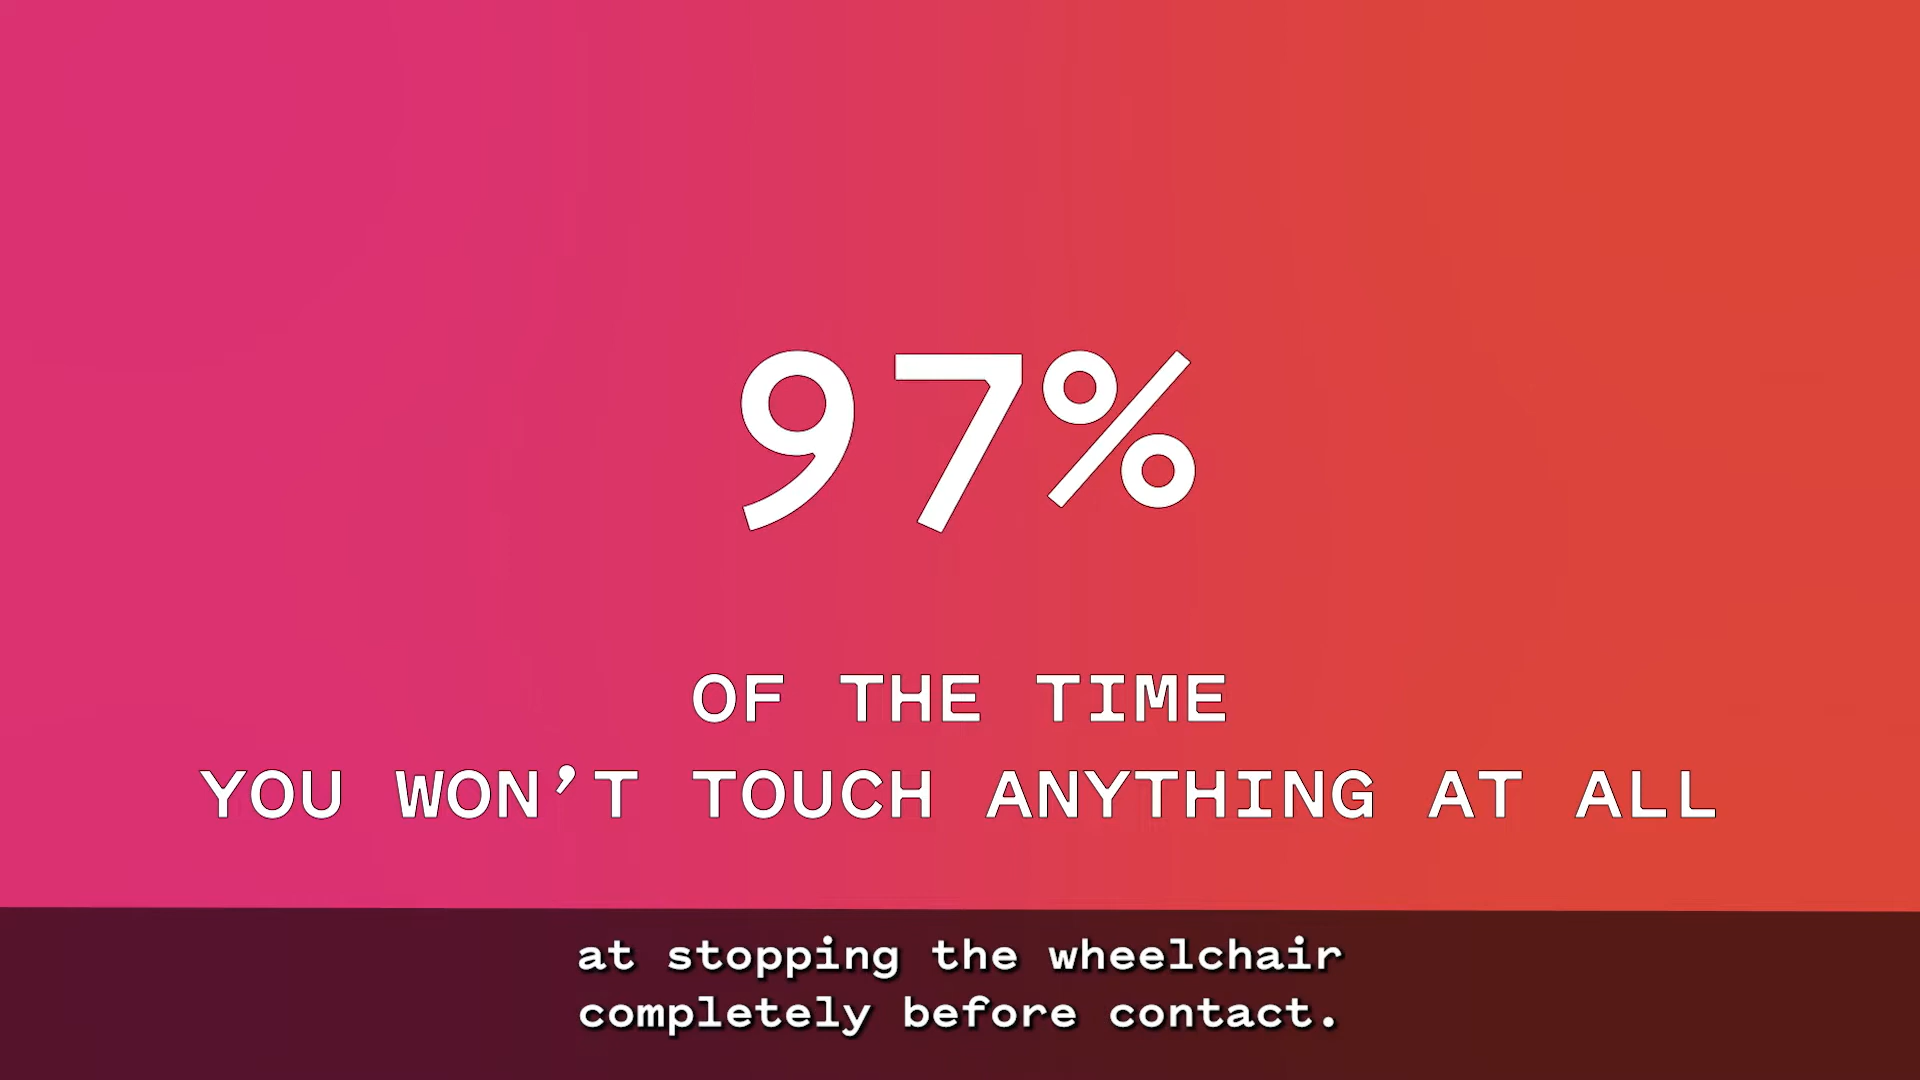 97%
OF THE TIME
YOU WON’T TOUCH ANYTHING AT ALL
at stopping the wheelchair
completely before contact.